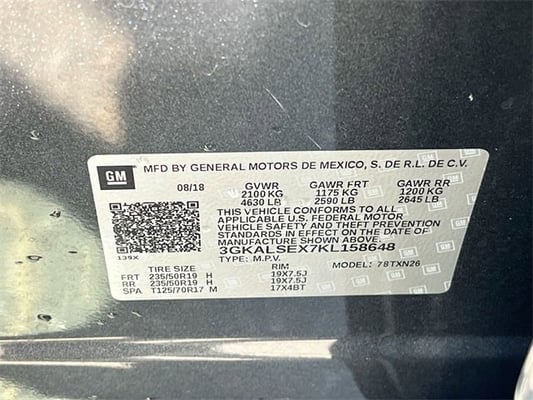 GM MFD BY GENERAL MOTORS DE MEXICO, S. DE R.L. DE C.V.
08/18 GVWR GAWR FRT GAWR RR
2100 KG 1175 KG 1200 KG
4630 LB 2590 LB 2645 LB
THIS VEHICLE CONFORMS TO ALL
APPLICABLE U.S. FEDERAL MOTOR
VEHICLE SAFETY AND THEFT PREVENTION
STANDARDS IN EFFECT ON THE DATE OF
MANUFACTURE SHOWN ABOVE.
139X 3GKALSEX7KL158648
TYPE: M.P.V. MODEL: 78TXN26
TIRE SIZE RIM
FRT 235/50R19 H 19X7.5J
RR 235/50R19 H 19X7.5J
SPA T125/70R17 M 17X4BT